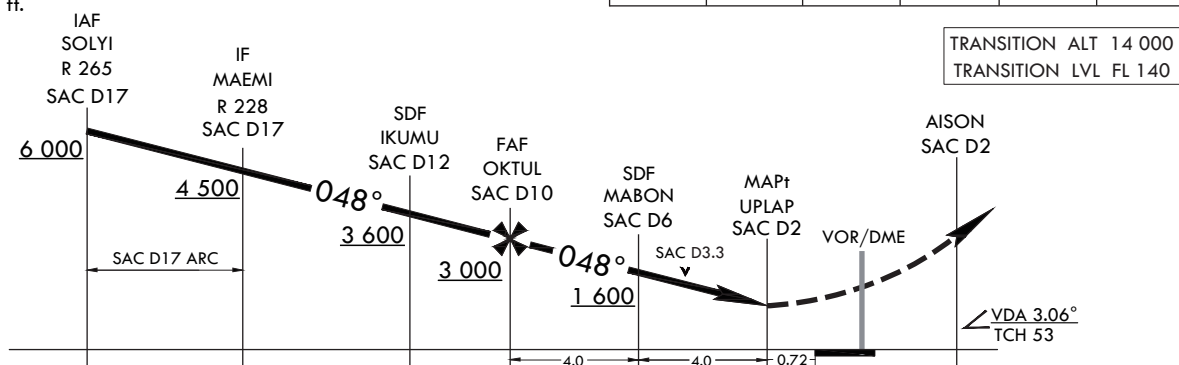 ft.
TRANSITION ALT 14 000
TRANSITION LVL FL 140
IAF
SOLYI
R 265
SAC D17
IF
MAEMI
R 228
SAC D17
SDF
IKUMU
SAC D12
FAF
OKTUL
SAC D10
SDF
MABON
SAC D6
MAPt
UPLAP
SAC D2
AISON
SAC D2
6 000
4 500
048°
3 600
3 000
048°
1 600
SAC D3.3
VOR/DME
SAC D17 ARC
VDA 3.06°
TCH 53
4.0
4.0
0.72